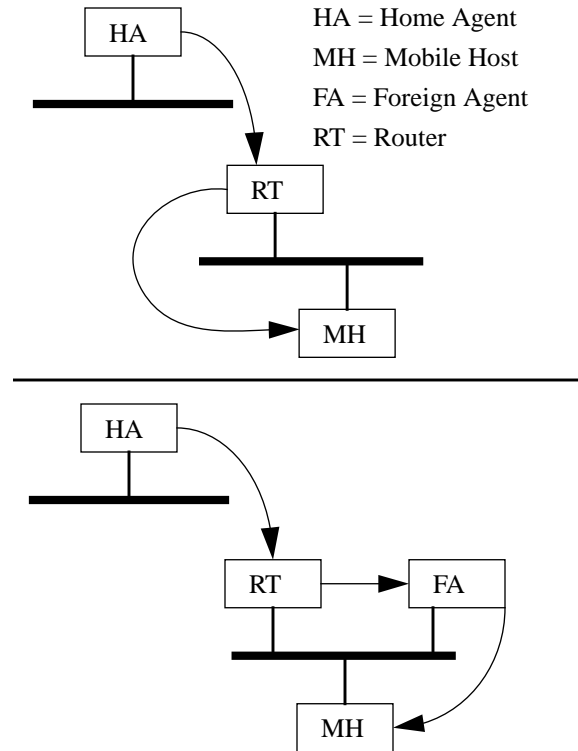 HA
HA = Home Agent
MH = Mobile Host
FA = Foreign Agent
RT = Router
RT
MH
HA
RT
FA
MH